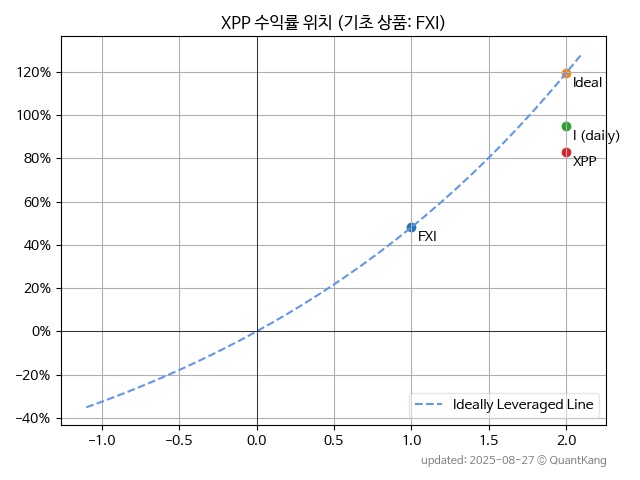 XPP 수익률 위치 (기초 상품: FXI)
120%
100%
80%
60%
40%
20%
0%
−20%
−40%
Ideal
I (daily)
XPP
FXI
Ideally Leveraged Line
−1.0 −0.5 0.0 0.5 1.0 1.5 2.0
updated: 2025-08-27 © QuantKang